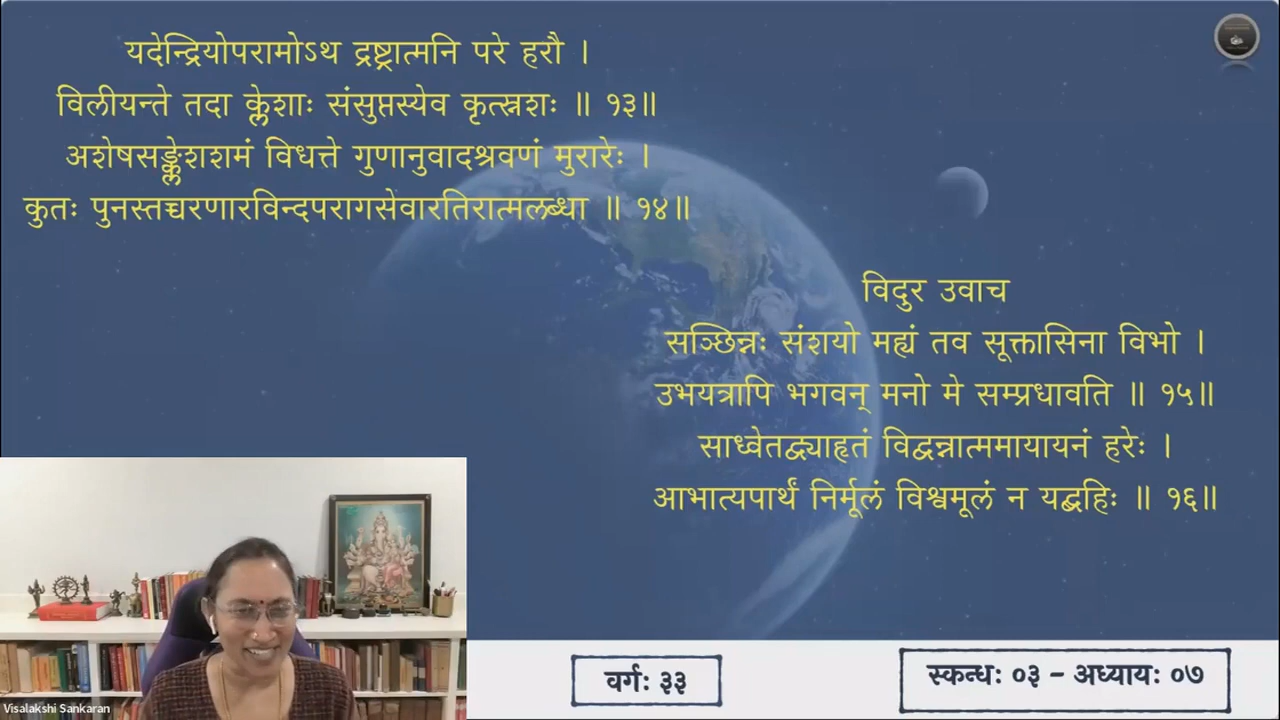 यदेन्द्रियोपरामोऽथ द्रष्ट्रात्मनि परे हरौ ।
विलीयन्ते तदा क्लेशाः संसुप्तस्येव कृत्स्नशः ॥ १३॥
अशेषसङ्क्लेशशमं विधत्ते गुणानुवादश्रवणं मुरारेः ।
कुतः पुनस्तच्चरणारविन्दपरागसेवारतिरात्मलब्धा ॥ १४॥
विदुर उवाच
सञ्छिन्नः संशयो मह्यं तव सूक्तासिना विभो ।
उभयत्रापि भगवन् मनो मे सम्प्रधावति ॥ १५॥
साध्वेतद्व्याहृतं विद्वन्नात्ममायायनं हरेः ।
आभात्यपार्थं निर्मूलं विश्वमूलं न यद्बहिः ॥ १६॥
Visalakshi Sankaran
वर्गः ३३
स्कन्धः ०३ - अध्यायः ०७